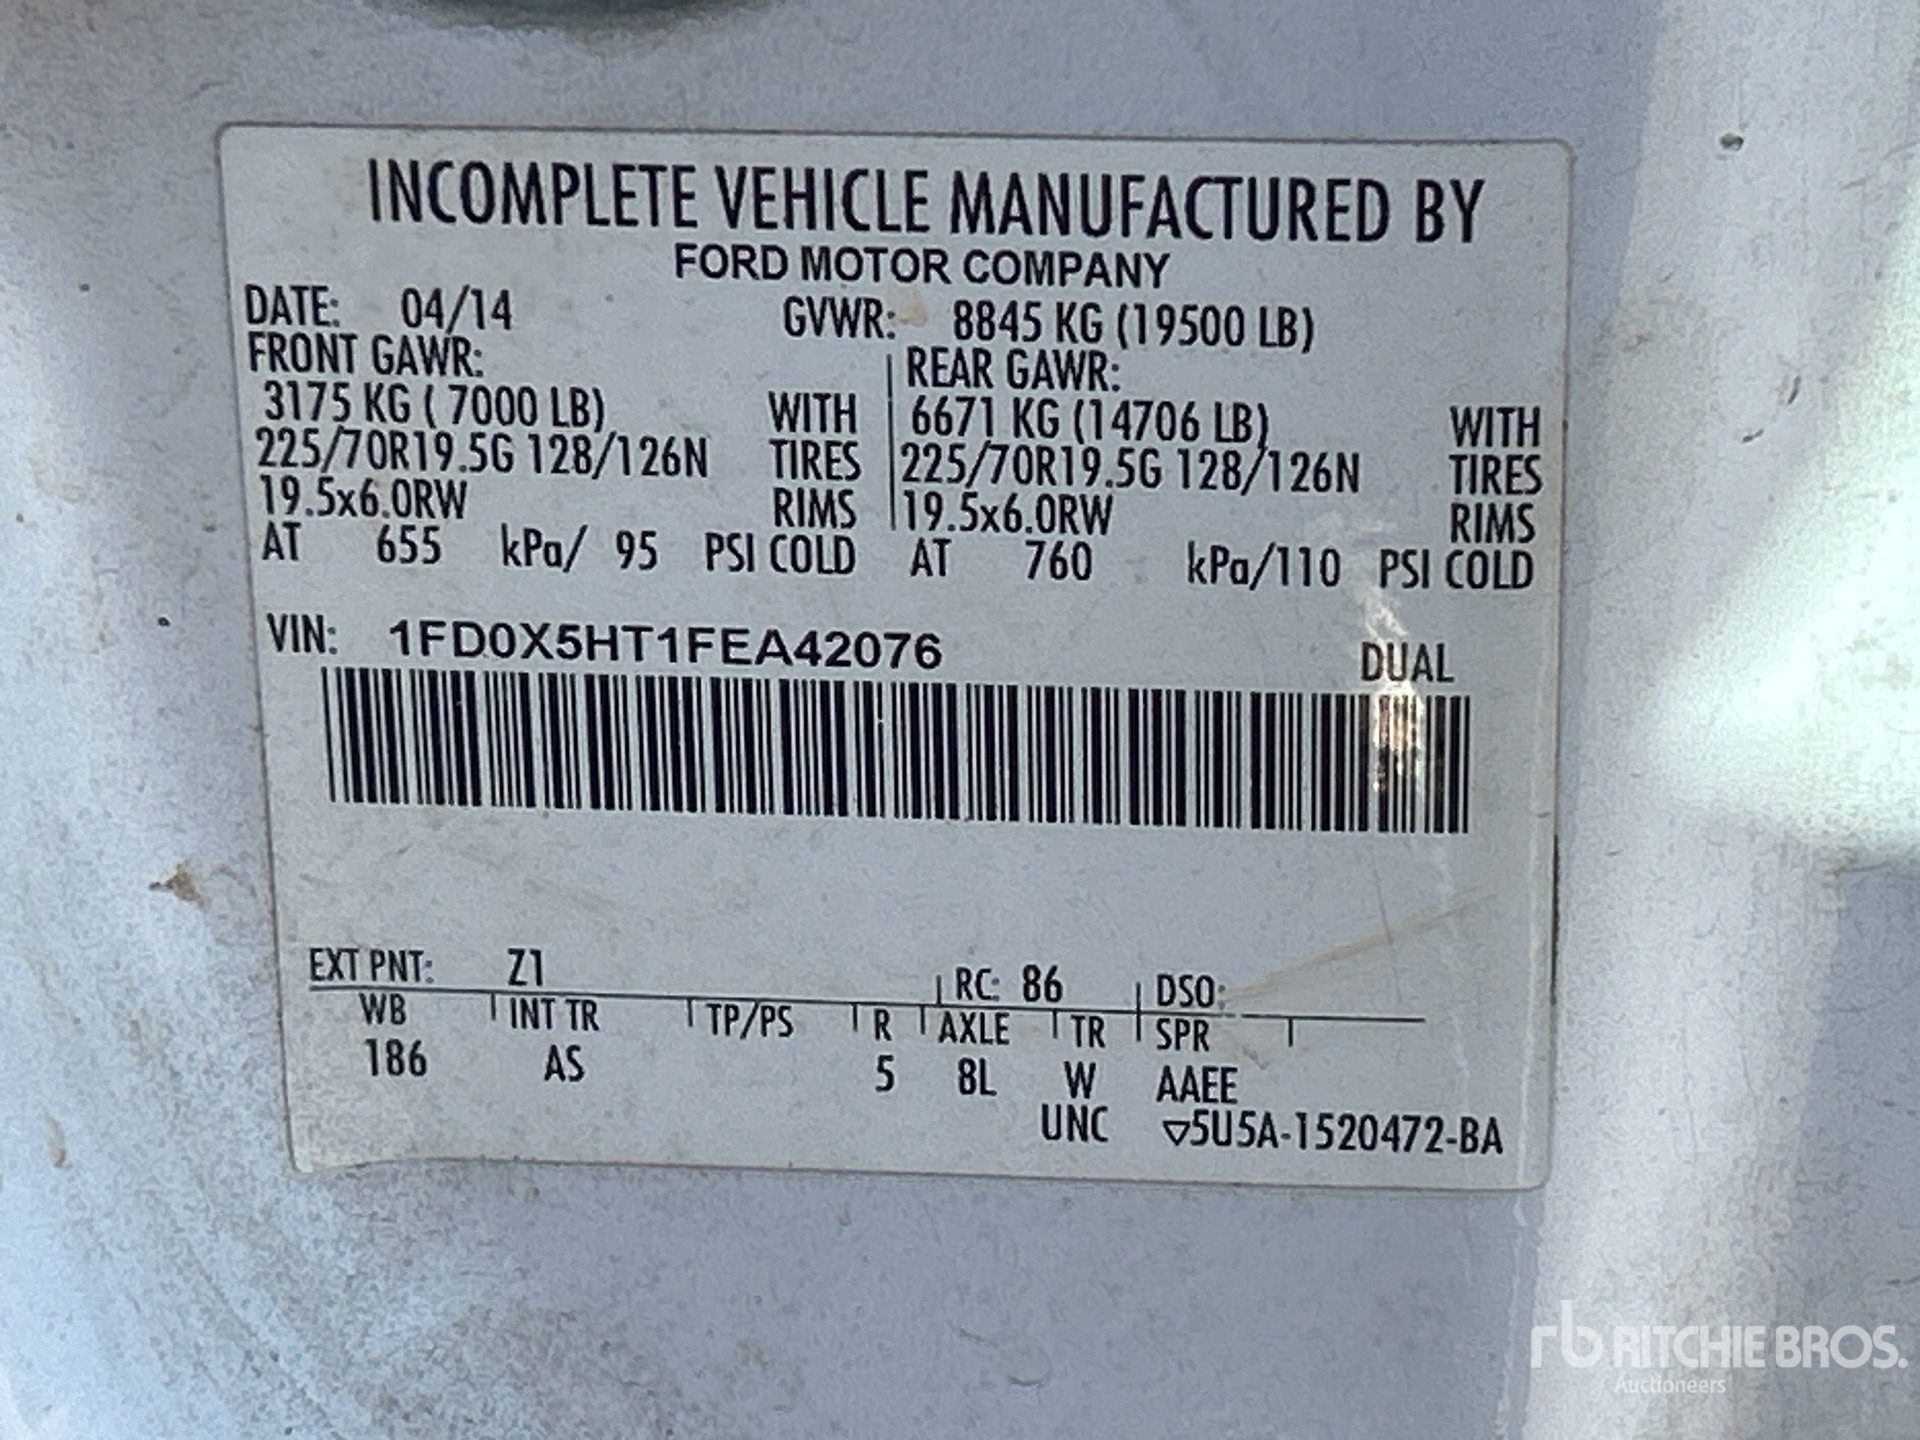 INCOMPLETE VEHICLE MANUFACTURED BY
FORD MOTOR COMPANY
DATE: 04/14 GVWR: 8845 KG (19500 LB)
FRONT GAWR: REAR GAWR:
3175 KG ( 7000 LB) WITH 6671 KG (14706 LB) WITH
225/70R19.5G 128/126N TIRES 225/70R19.5G 128/126N TIRES
19.5x6.0RW RIMS 19.5x6.0RW RIMS
AT 655 kPa/ 95 PSI COLD AT 760 kPa/110 PSI COLD
VIN: 1FD0X5HT1FEA42076 DUAL
EXT PNT: Z1 RC: 86 DSO:
WB INT TR TP/PS R AXLE TR SPR
186 AS 5 8L W AAEE
UNC ▽5U5A-1520472-BA
rb RITCHIE BROS.
Auctioneers